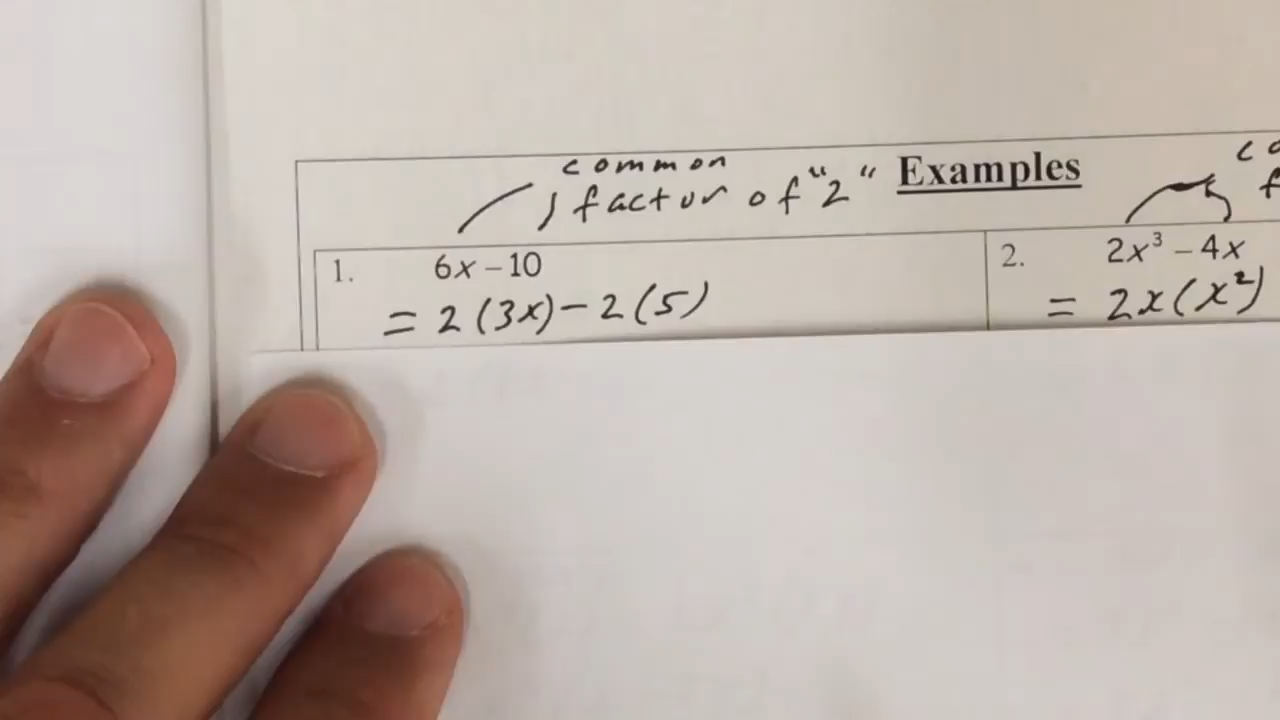 common
factor of "2" Examples
1. 6x – 10
= 2(3x) – 2(5)
2. 2x³ – 4x
= 2x(x²)